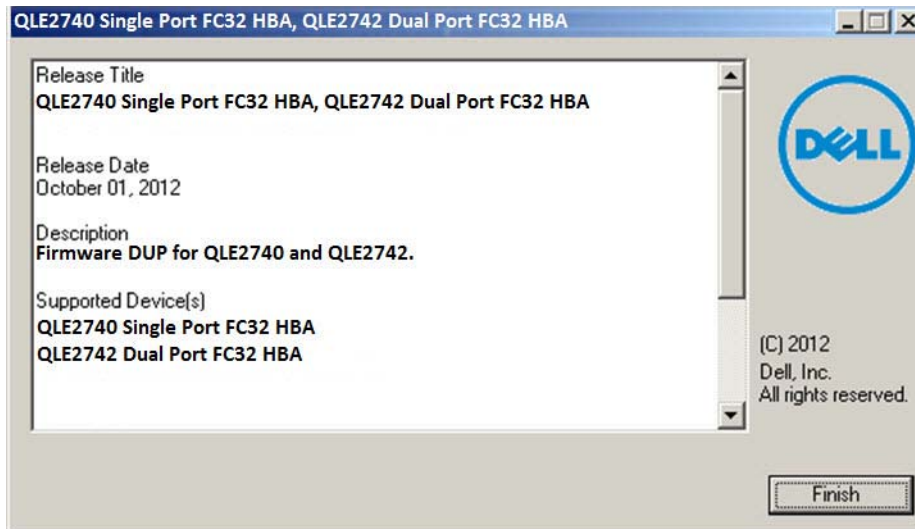 QLE2740 Single Port FC32 HBA, QLE2742 Dual Port FC32 HBA
Release Title
QLE2740 Single Port FC32 HBA, QLE2742 Dual Port FC32 HBA
Release Date
October 01, 2012
Description
Firmware DUP for QLE2740 and QLE2742.
Supported Device(s)
QLE2740 Single Port FC32 HBA
QLE2742 Dual Port FC32 HBA
DELL
(C) 2012
Dell, Inc.
All rights reserved.
Finish